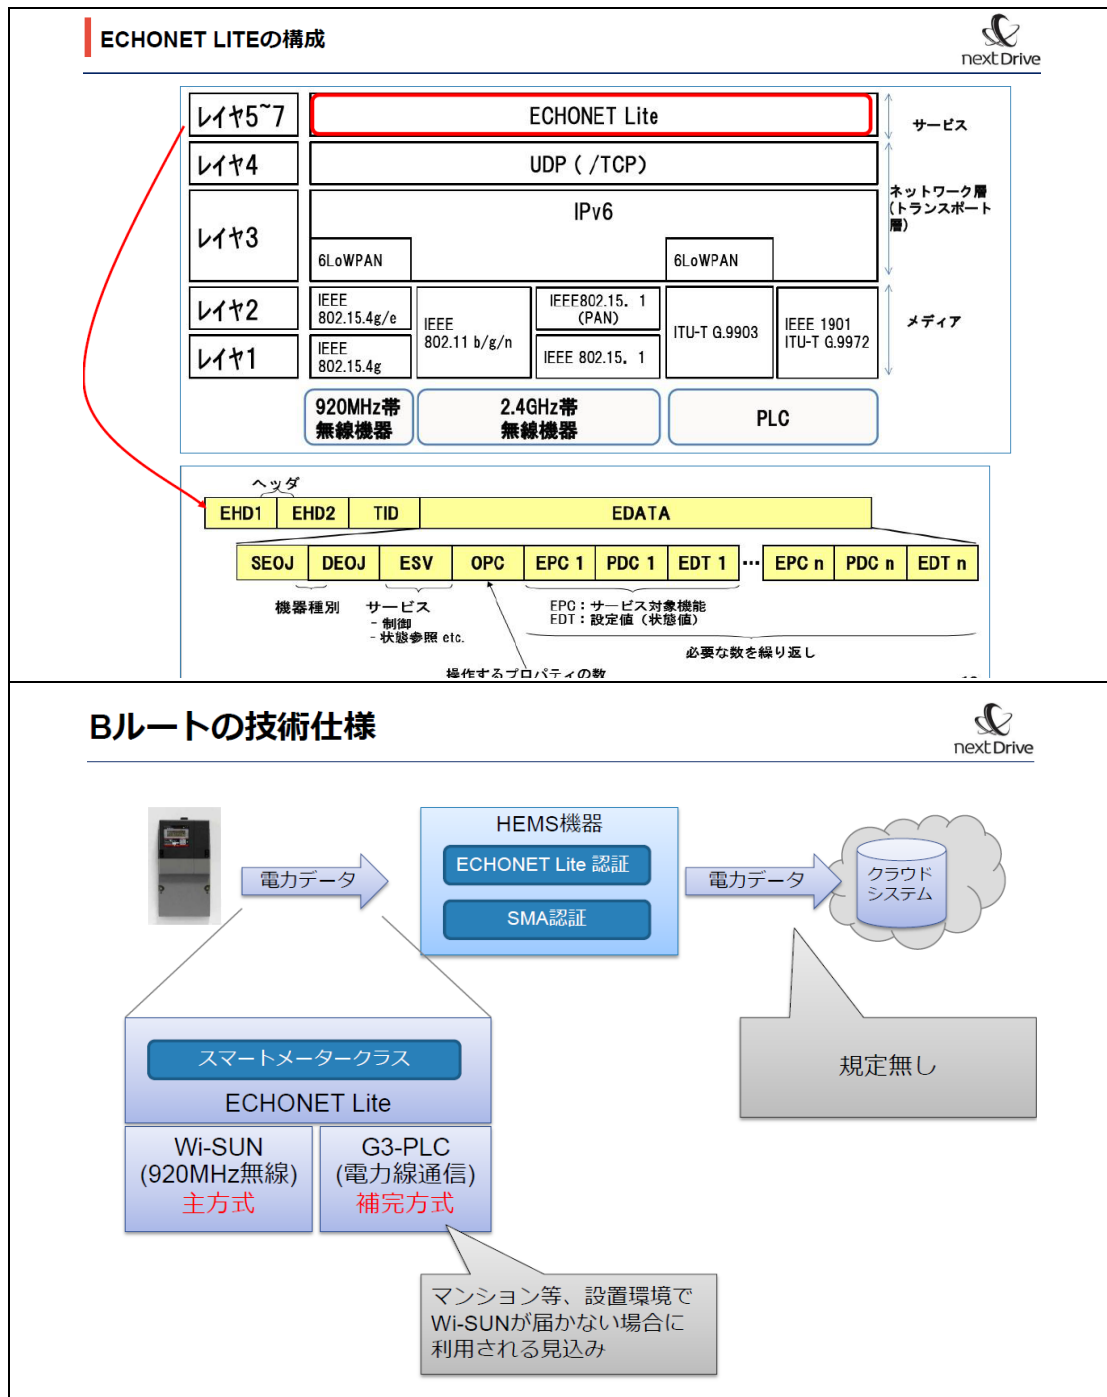 ECHONET LITEの構成
nextDrive
レイヤ5~7
ECHONET Lite
サービス
レイヤ4
UDP ( /TCP)
ネットワーク層
(トランスポート
層)
レイヤ3
IPv6
6LoWPAN
6LoWPAN
レイヤ2
IEEE
802.15.4g/e
IEEE
802.11 b/g/n
IEEE802.15. 1
(PAN)
ITU-T G.9903
IEEE 1901
ITU-T G.9972
メディア
レイヤ1
IEEE
802.15.4g
IEEE 802.15. 1
920MHz帯
無線機器
2.4GHz帯
無線機器
PLC
ヘッダ
EHD1 EHD2 TID EDATA
SEOJ DEOJ ESV OPC EPC 1 PDC 1 EDT 1 … EPC n PDC n EDT n
機器種別
サービス
- 制御
- 状態参照 etc.
EPC：サービス対象機能
EDT：設定値（状態値）
必要な数を繰り返し
操作するプロパティの数
Bルートの技術仕様
nextDrive
電力データ
HEMS機器
ECHONET Lite 認証
SMA認証
電力データ
クラウド
システム
スマートメータークラス
ECHONET Lite
規定無し
Wi-SUN
(920MHz無線)
主方式
G3-PLC
(電力線通信)
補完方式
マンション等、設置環境で
Wi-SUNが届かない場合に
利用される見込み